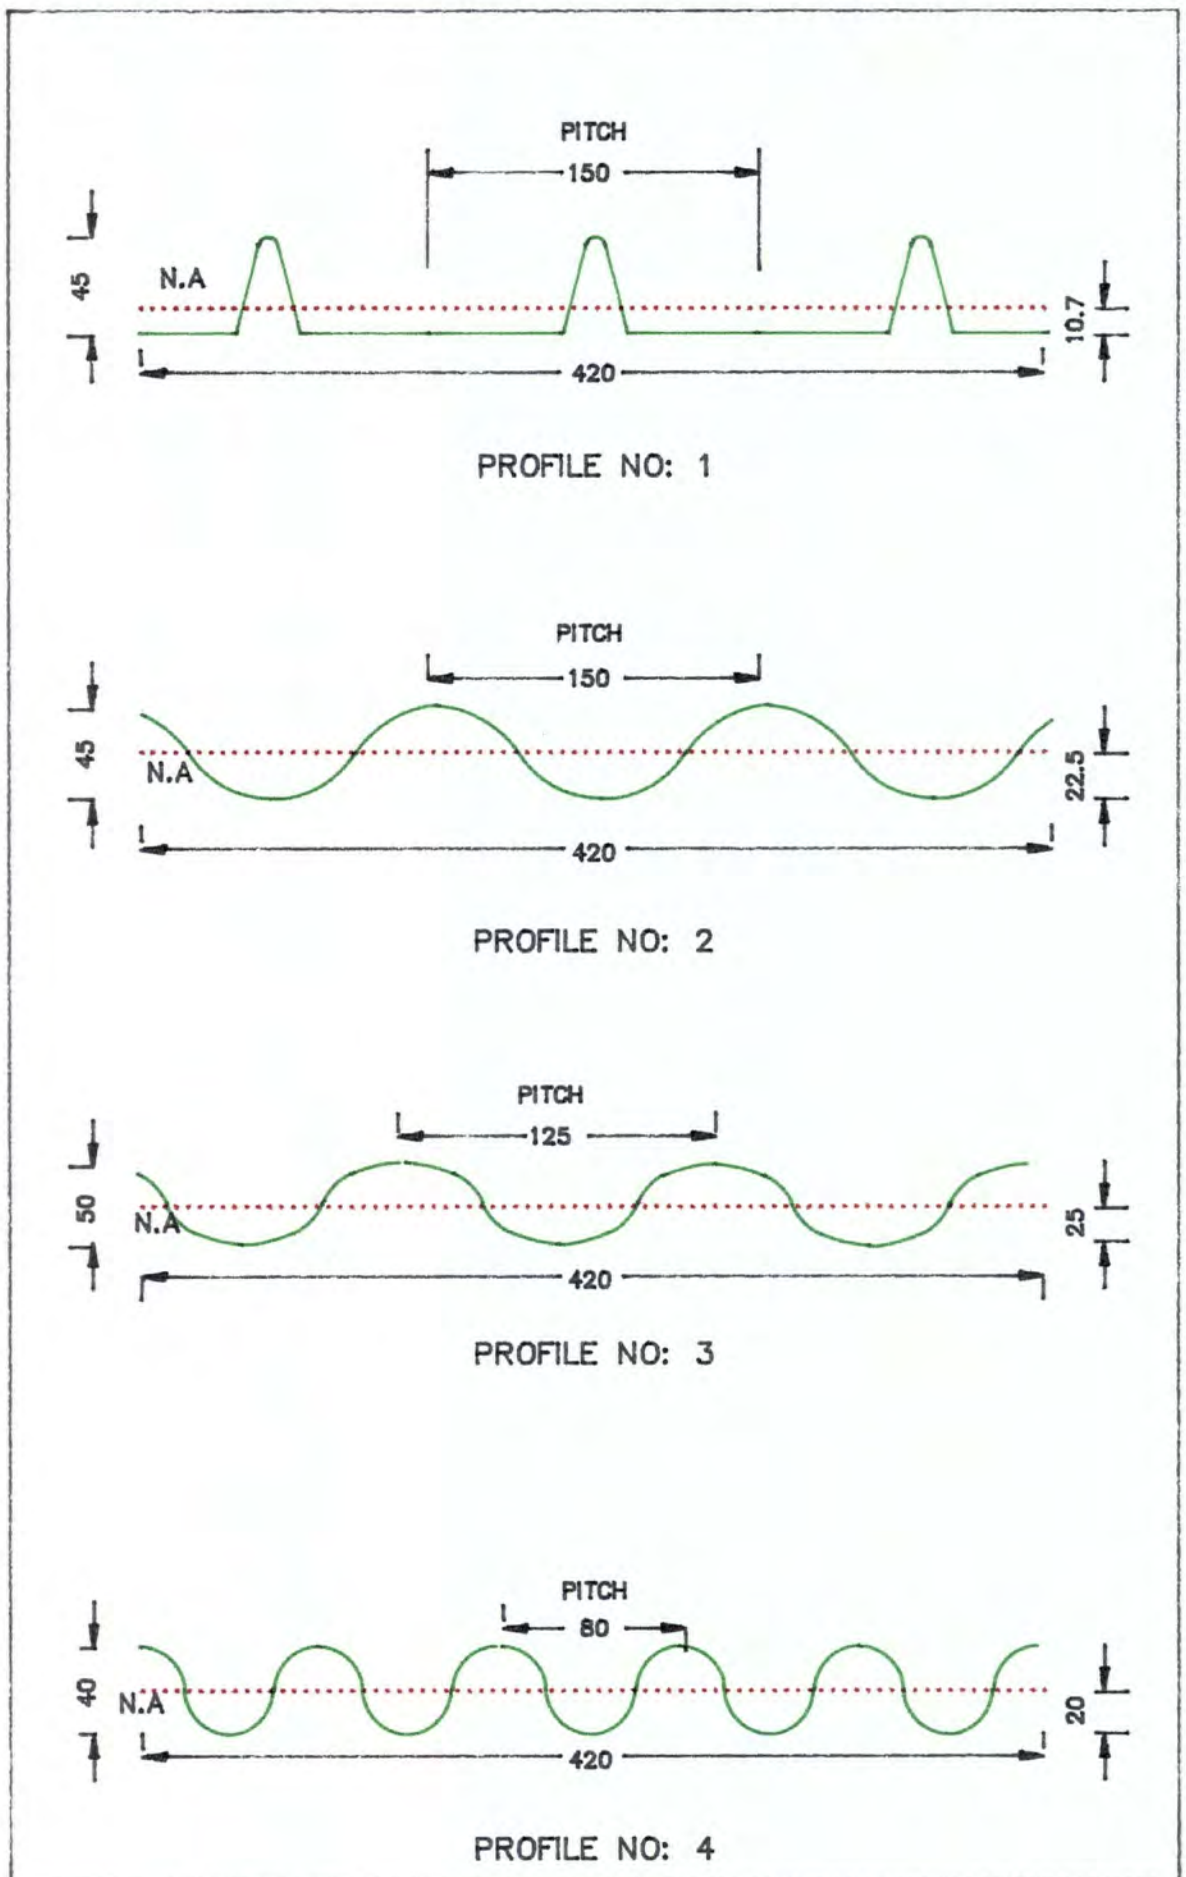 PITCH
150
45
N.A
10.7
420
PROFILE NO: 1
PITCH
150
45
N.A
22.5
420
PROFILE NO: 2
PITCH
125
50
N.A
25
420
PROFILE NO: 3
PITCH
80
40
N.A
20
420
PROFILE NO: 4